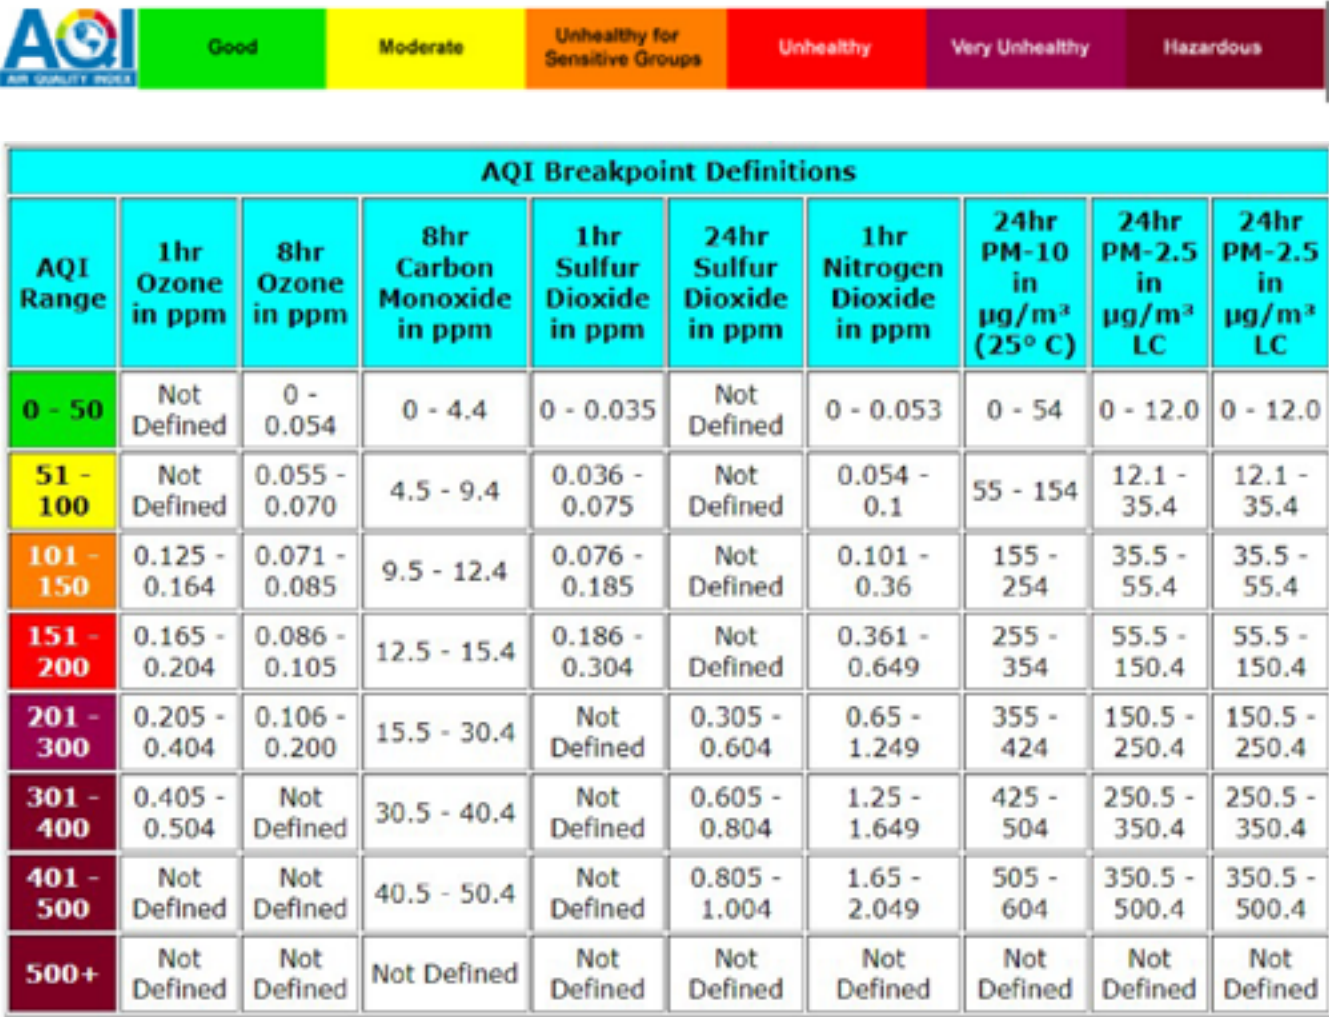 AQI
AIR QUALITY INDEX
Good
Moderate
Unhealthy for
Sensitive Groups
Unhealthy
Very Unhealthy
Hazardous
AQI Breakpoint Definitions
AQI
Range
1hr
Ozone
in ppm
8hr
Ozone
in ppm
8hr
Carbon
Monoxide
in ppm
1hr
Sulfur
Dioxide
in ppm
24hr
Sulfur
Dioxide
in ppm
1hr
Nitrogen
Dioxide
in ppm
24hr
PM-10
in
µg/m³
(25° C)
24hr
PM-2.5
in
µg/m³
LC
24hr
PM-2.5
in
µg/m³
LC
0 - 50
Not
Defined
0 -
0.054
0 - 4.4
0 - 0.035
Not
Defined
0 - 0.053
0 - 54
0 - 12.0
0 - 12.0
51 -
100
Not
Defined
0.055 -
0.070
4.5 - 9.4
0.036 -
0.075
Not
Defined
0.054 -
0.1
55 - 154
12.1 -
35.4
12.1 -
35.4
101 -
150
0.125 -
0.164
0.071 -
0.085
9.5 - 12.4
0.076 -
0.185
Not
Defined
0.101 -
0.36
155 -
254
35.5 -
55.4
35.5 -
55.4
151 -
200
0.165 -
0.204
0.086 -
0.105
12.5 - 15.4
0.186 -
0.304
Not
Defined
0.361 -
0.649
255 -
354
55.5 -
150.4
55.5 -
150.4
201 -
300
0.205 -
0.404
0.106 -
0.200
15.5 - 30.4
Not
Defined
0.305 -
0.604
0.65 -
1.249
355 -
424
150.5 -
250.4
150.5 -
250.4
301 -
400
0.405 -
0.504
Not
Defined
30.5 - 40.4
Not
Defined
0.605 -
0.804
1.25 -
1.649
425 -
504
250.5 -
350.4
250.5 -
350.4
401 -
500
Not
Defined
Not
Defined
40.5 - 50.4
Not
Defined
0.805 -
1.004
1.65 -
2.049
505 -
604
350.5 -
500.4
350.5 -
500.4
500+
Not
Defined
Not
Defined
Not Defined
Not
Defined
Not
Defined
Not
Defined
Not
Defined
Not
Defined
Not
Defined